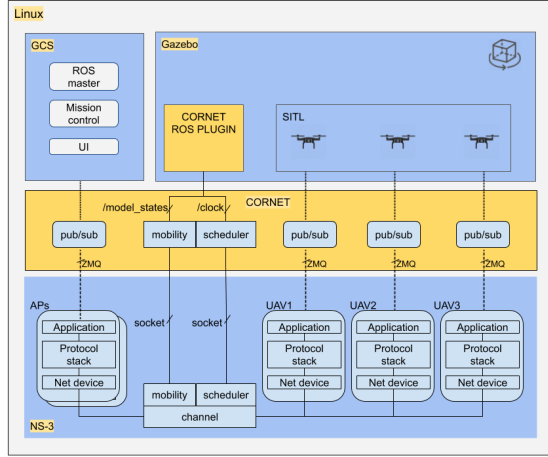 Linux
GCS
ROS
master
Mission
control
UI
Gazebo
CORNET
ROS PLUGIN
SITL
CORNET
/model_states
/clock
pub/sub
mobility
scheduler
pub/sub
pub/sub
pub/sub
ZMQ
ZMQ
ZMQ
ZMQ
APs
Application
Protocol
stack
Net device
socket
socket
mobility
scheduler
channel
UAV1
Application
Protocol
stack
Net device
UAV2
Application
Protocol
stack
Net device
UAV3
Application
Protocol
stack
Net device
NS-3